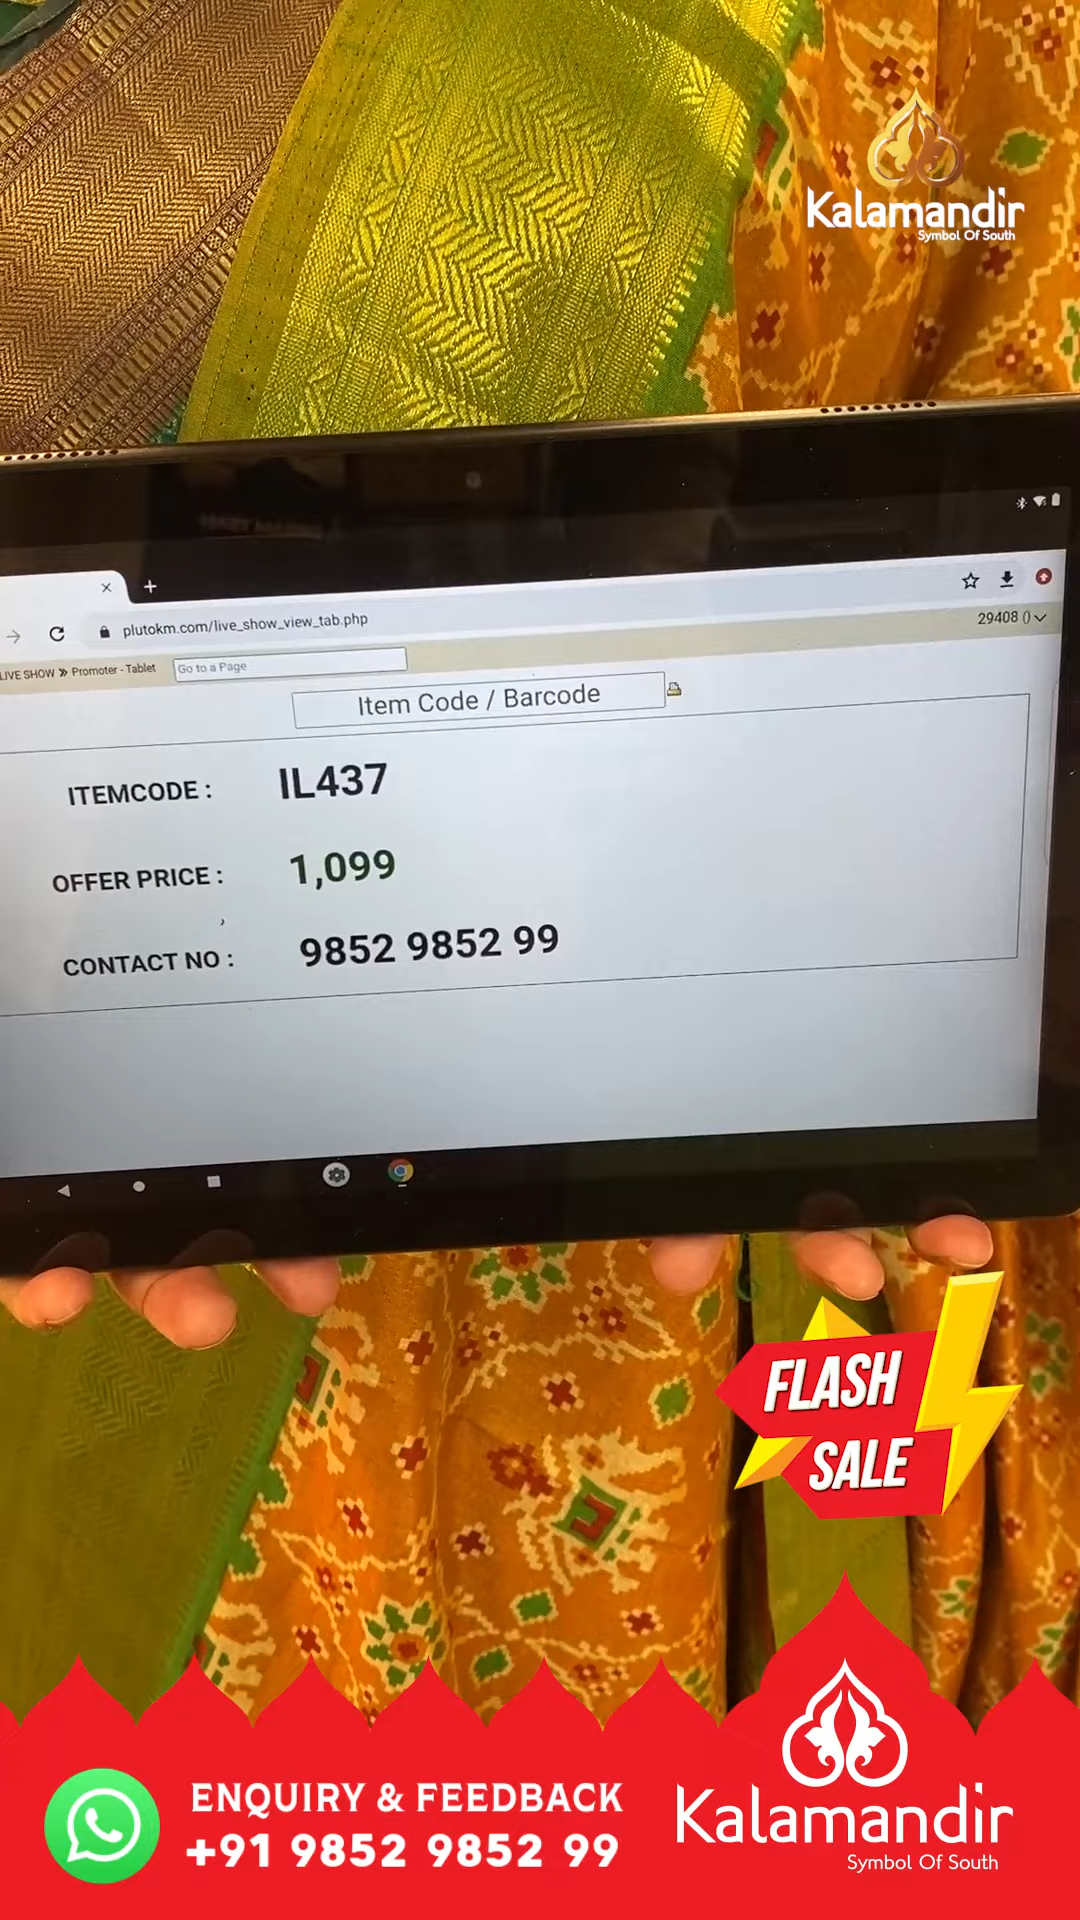 Kalamandir
Symbol Of South
plutokm.com/live_show_view_tab.php
29408 ()
LIVE SHOW » Promoter - Tablet
Go to a Page
Item Code / Barcode
ITEMCODE : IL437
OFFER PRICE : 1,099
CONTACT NO : 9852 9852 99
FLASH
SALE
ENQUIRY & FEEDBACK
+91 9852 9852 99
Kalamandir
Symbol Of South